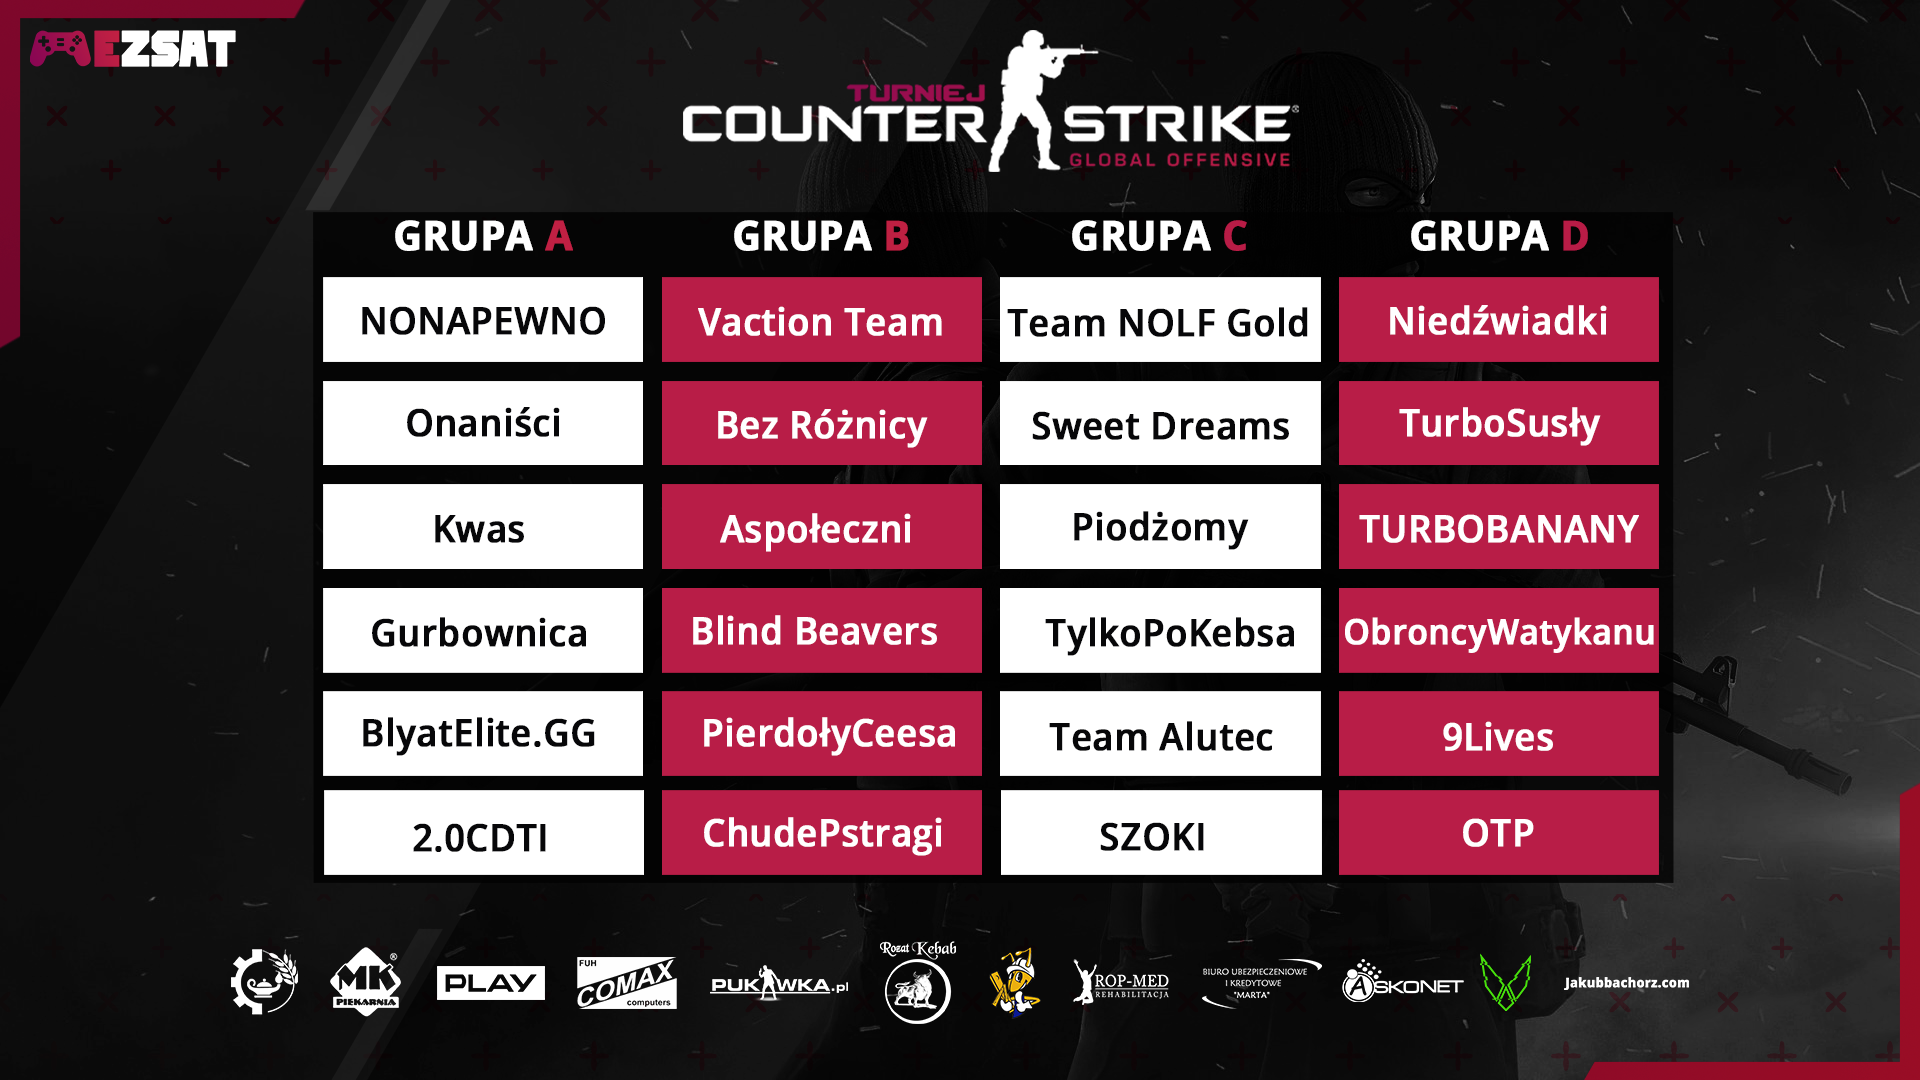 EZSAT
TURNIEJ
COUNTER STRIKE®
GLOBAL OFFENSIVE
GRUPA A GRUPA B GRUPA C GRUPA D
NONAPEWNO Vaction Team Team NOLF Gold Niedźwiadki
Onaniści Bez Różnicy Sweet Dreams TurboSusły
Kwas Aspołeczni Piodżomy TURBOBANANY
Gurbownica Blind Beavers TylkoPoKebsa ObroncyWatykanu
BlyatElite.GG PierdołyCeesa Team Alutec 9Lives
2.0CDTI ChudePstragi SZOKI OTP
MK®
PIEKARNIA
PLAY
FUH
COMAX
computers
PUKAWKA.pl
Rozat Kebab
ROP-MED
REHABILITACJA
BIURO UBEZPIECZENIOWE
I KREDYTOWE
"MARTA"
ASKONET
Jakubbachorz.com